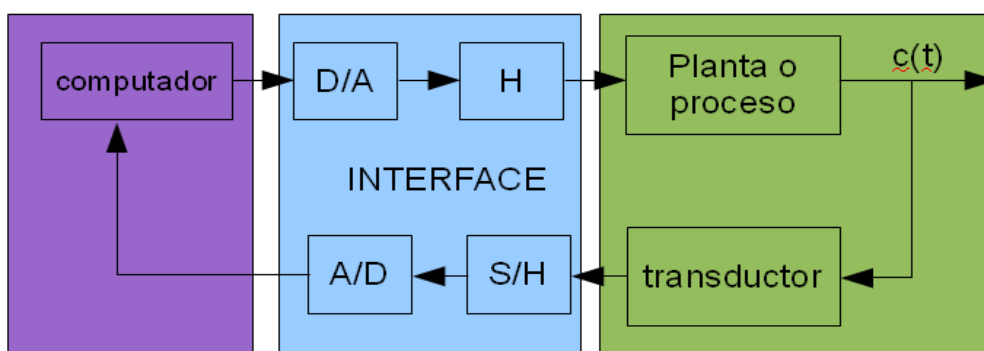 computador
D/A
H
Planta o
proceso
c(t)
INTERFACE
A/D
S/H
transductor